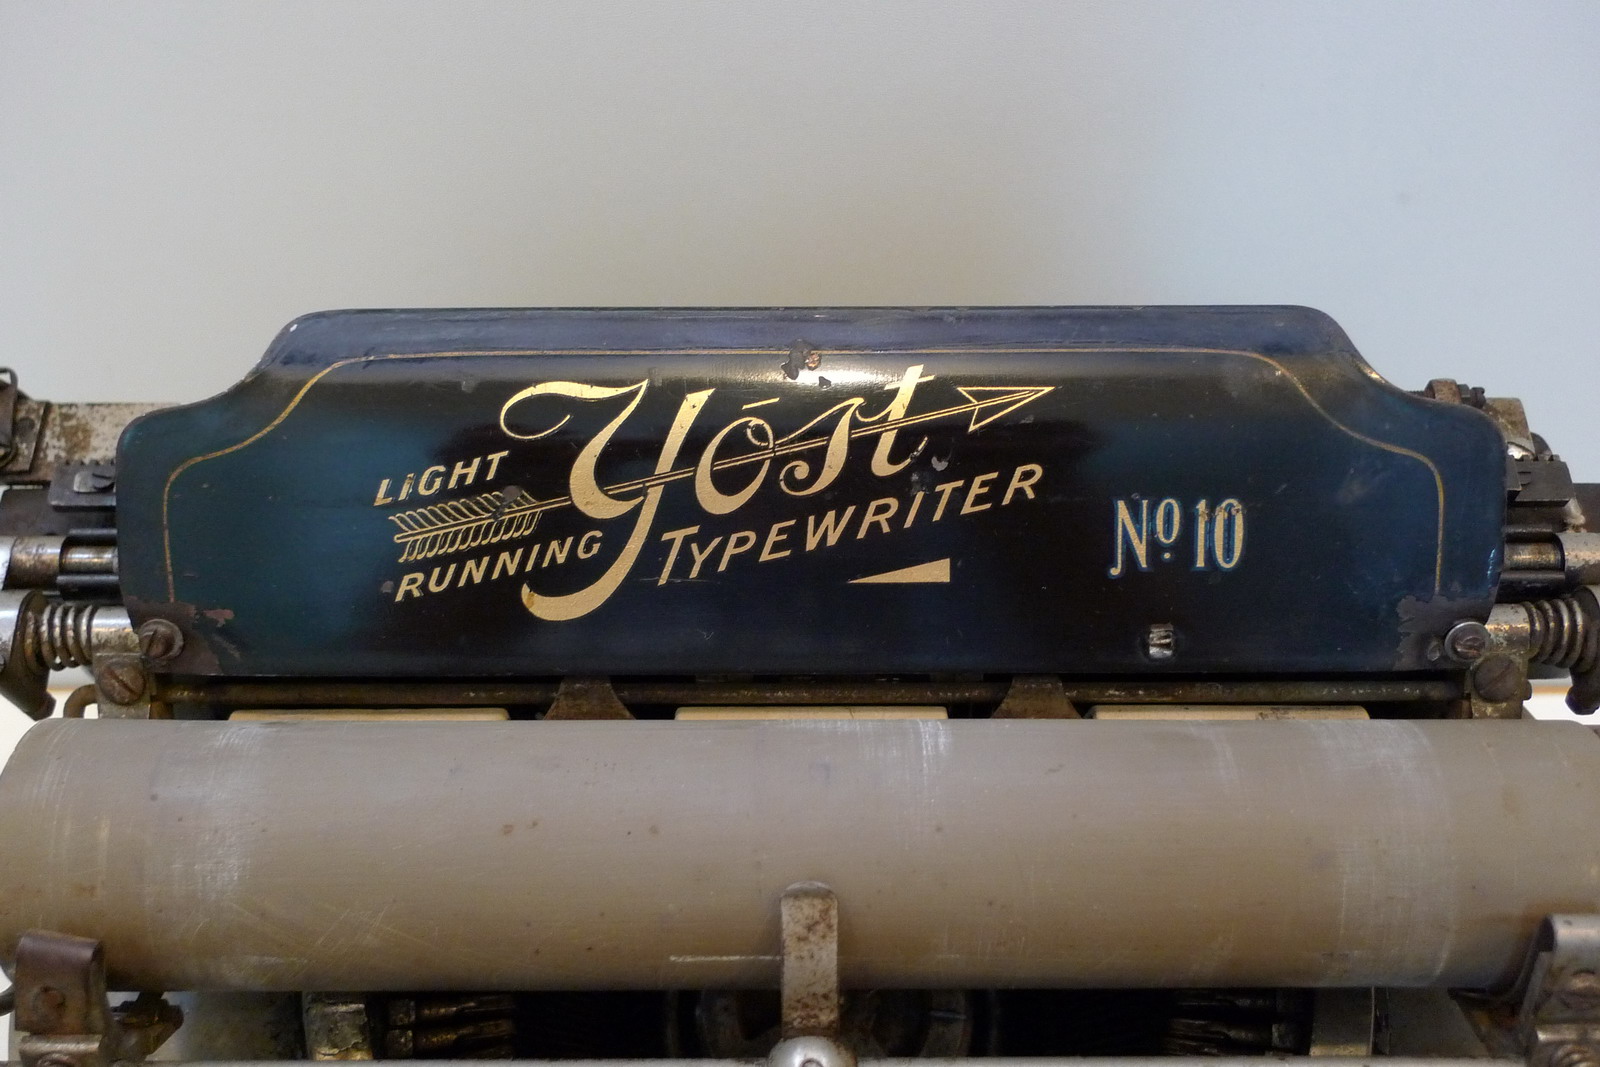 LIGHT
RUNNING
Yóst
TYPEWRITER
No 10